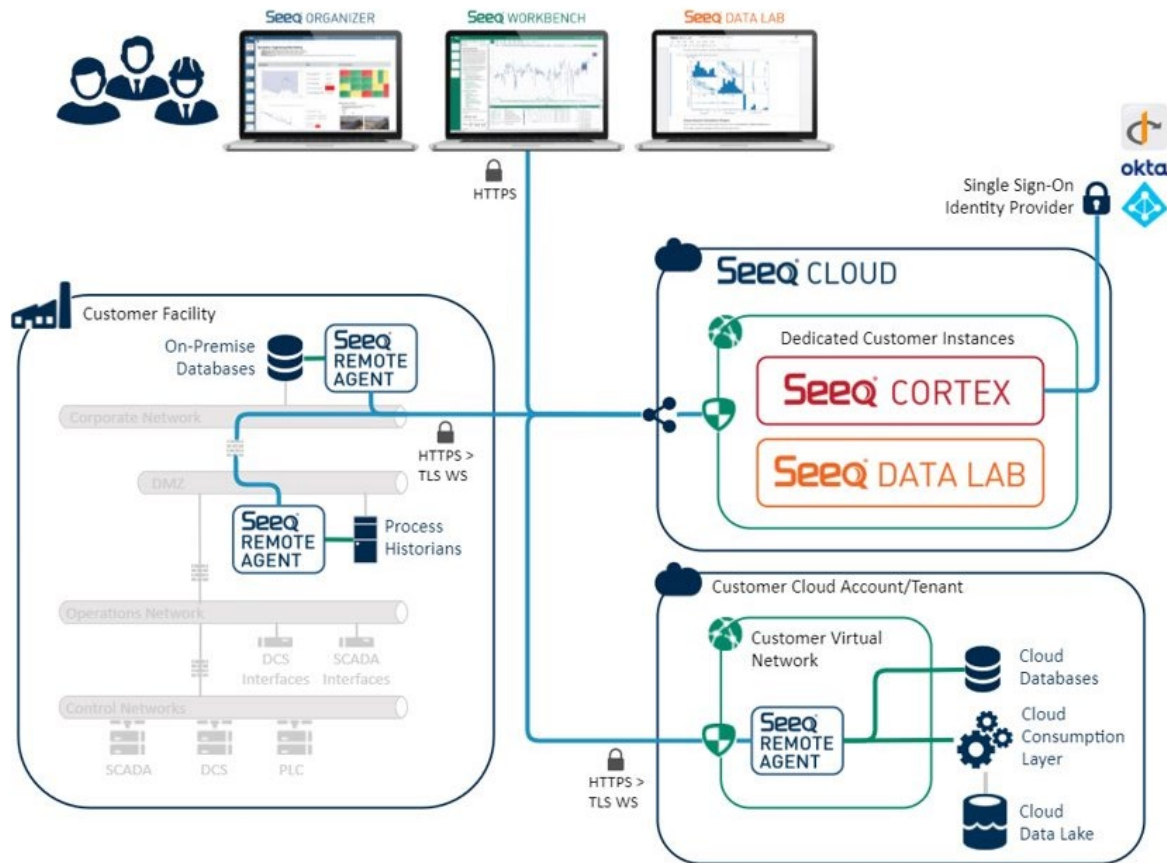 Seeq ORGANIZER
Seeq WORKBENCH
Seeq DATA LAB
HTTPS
okta
Single Sign-On
Identity Provider
Seeq CLOUD
Dedicated Customer Instances
Seeq CORTEX
Seeq DATA LAB
Customer Facility
On-Premise
Databases
Seeq
REMOTE
AGENT
Corporate Network
HTTPS >
TLS WS
DMZ
Seeq
REMOTE
AGENT
Process
Historians
Operations Network
DCS
Interfaces
SCADA
Interfaces
Control Networks
SCADA
DCS
PLC
Customer Cloud Account/Tenant
Customer Virtual
Network
Seeq
REMOTE
AGENT
HTTPS >
TLS WS
Cloud
Databases
Cloud
Consumption
Layer
Cloud
Data Lake